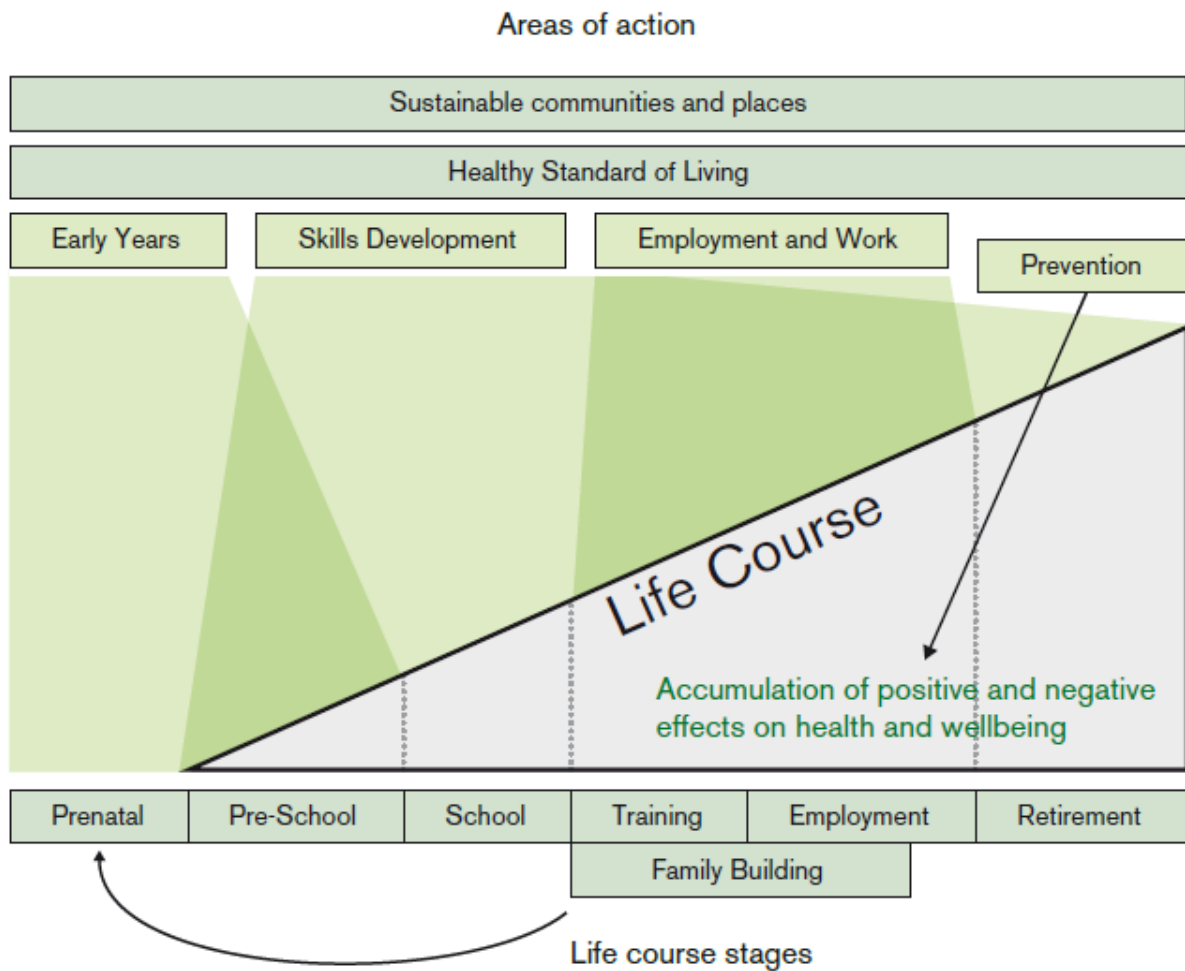 Areas of action
Sustainable communities and places
Healthy Standard of Living
Early Years
Skills Development
Employment and Work
Prevention
Life Course
Accumulation of positive and negative
effects on health and wellbeing
Prenatal
Pre-School
School
Training
Employment
Retirement
Family Building
Life course stages